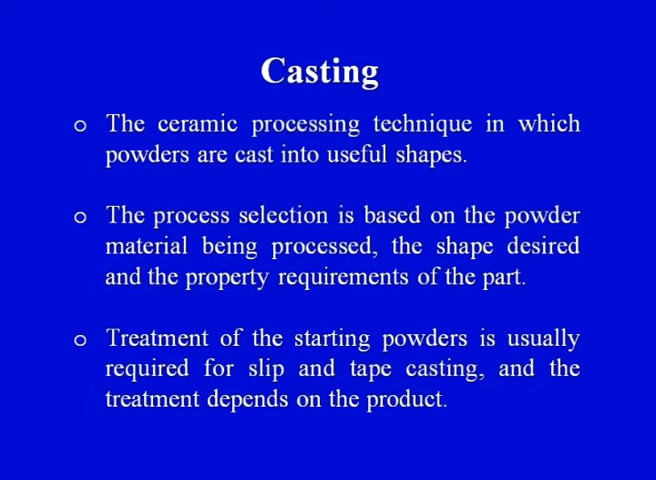 Casting
o The ceramic processing technique in which
powders are cast into useful shapes.
o The process selection is based on the powder
material being processed, the shape desired
and the property requirements of the part.
o Treatment of the starting powders is usually
required for slip and tape casting, and the
treatment depends on the product.